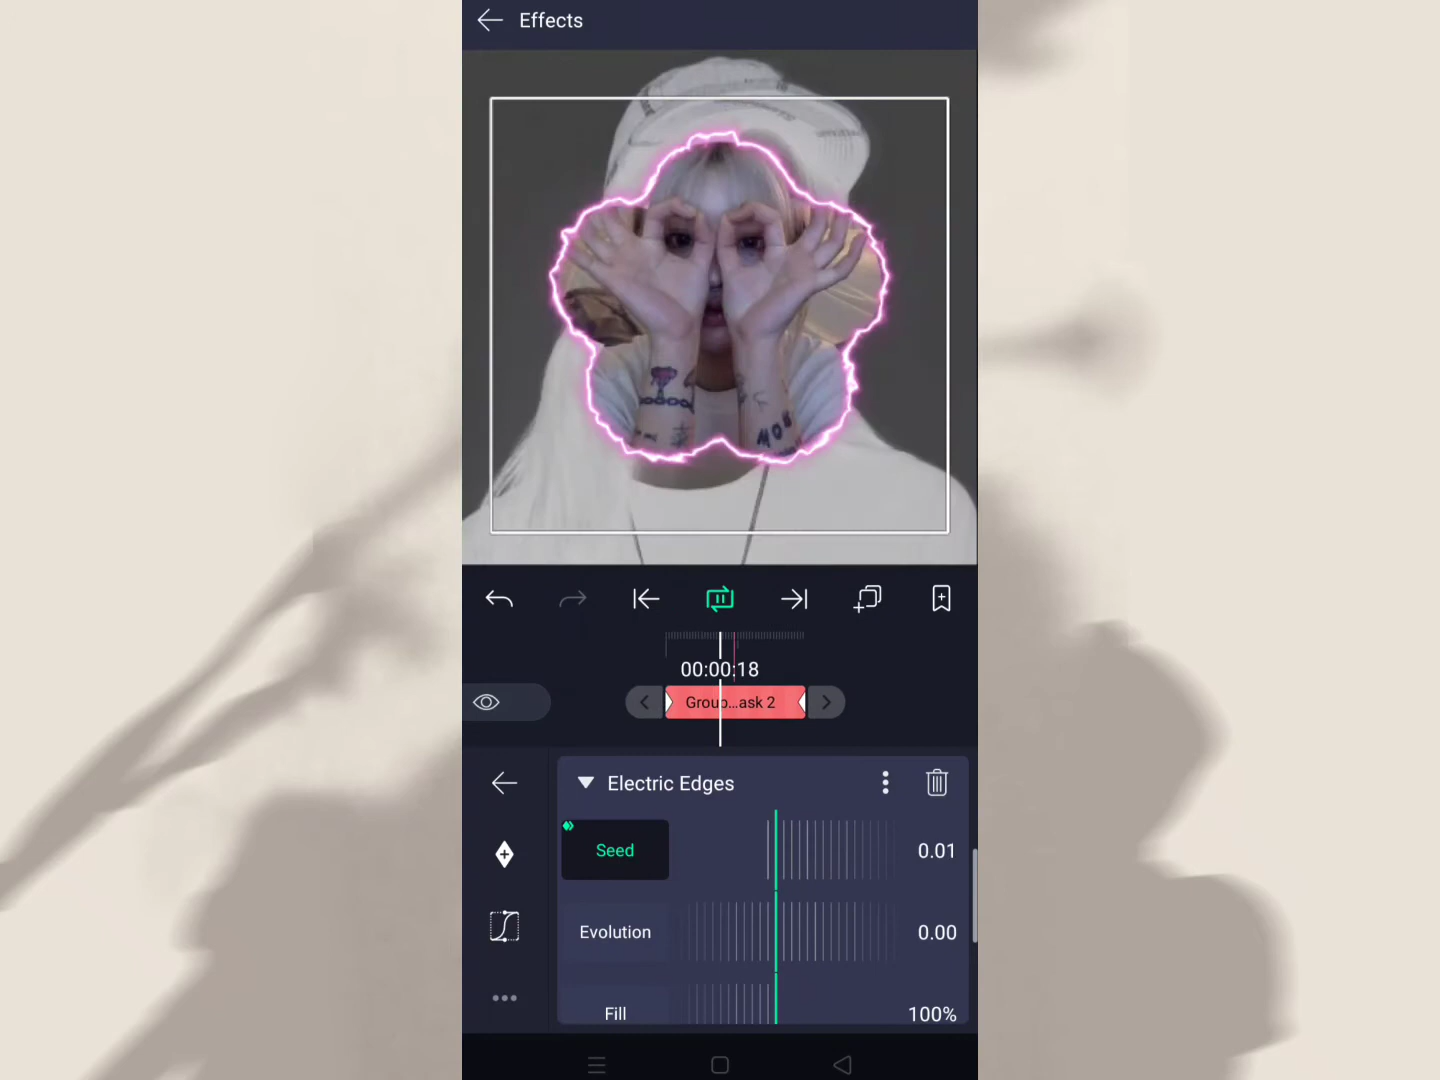 Effects
00:00:18
Group...ask 2
Electric Edges
Seed
0.01
Evolution
0.00
Fill
100%